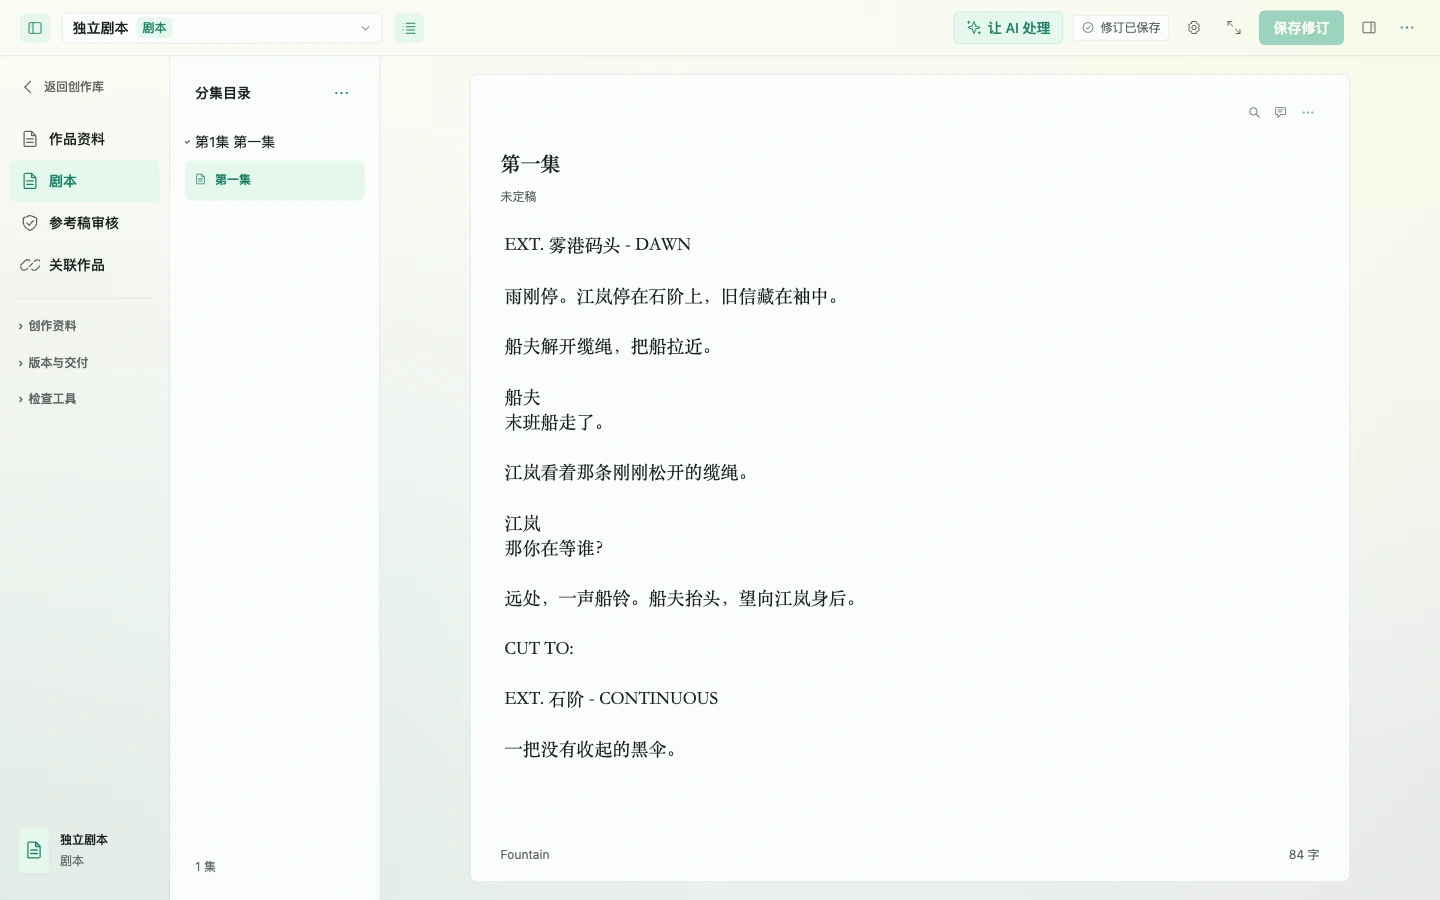 独立剧本 剧本
让 AI 处理
修订已保存
保存修订
返回创作库
作品资料
剧本
参考稿审核
关联作品
创作资料
版本与交付
检查工具
独立剧本
剧本
分集目录
第1集 第一集
第一集
1 集
第一集
未定稿
EXT. 雾港码头 - DAWN
雨刚停。江岚停在石阶上，旧信藏在袖中。
船夫解开缆绳，把船拉近。
船夫
末班船走了。
江岚看着那条刚刚松开的缆绳。
江岚
那你在等谁？
远处，一声船铃。船夫抬头，望向江岚身后。
CUT TO:
EXT. 石阶 - CONTINUOUS
一把没有收起的黑伞。
Fountain
84 字